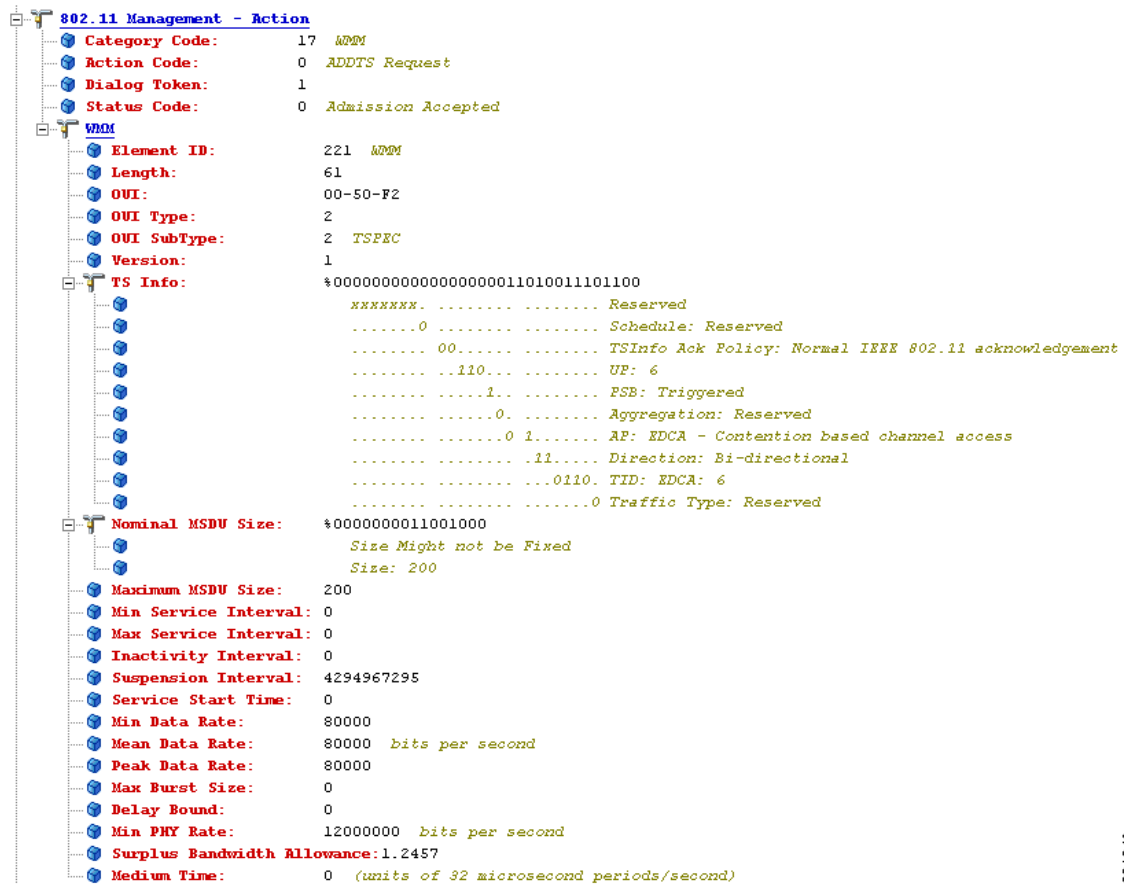 802.11 Management - Action
Category Code: 17 WMM
Action Code: 0 ADDTS Request
Dialog Token: 1
Status Code: 0 Admission Accepted
WMM
Element ID: 221 WMM
Length: 61
OUI: 00-50-F2
OUI Type: 2
OUI SubType: 2 TSPEC
Version: 1
TS Info: %00000000000000000011010011101100
xxxxxxx. ........ ........ Reserved
.......0 ........ ........ Schedule: Reserved
........ 00...... ........ TSInfo Ack Policy: Normal IEEE 802.11 acknowledgement
........ ..110... ........ UP: 6
........ .....1.. ........ PSB: Triggered
........ ......0. ........ Aggregation: Reserved
........ .......0 1....... AP: EDCA - Contention based channel access
........ ........ .11..... Direction: Bi-directional
........ ........ ...0110. TID: EDCA: 6
........ ........ .......0 Traffic Type: Reserved
Nominal MSDU Size: %0000000011001000
Size Might not be Fixed
Size: 200
Maximum MSDU Size: 200
Min Service Interval: 0
Max Service Interval: 0
Inactivity Interval: 0
Suspension Interval: 4294967295
Service Start Time: 0
Min Data Rate: 80000
Mean Data Rate: 80000 bits per second
Peak Data Rate: 80000
Max Burst Size: 0
Delay Bound: 0
Min PHY Rate: 12000000 bits per second
Surplus Bandwidth Allowance: 1.2457
Medium Time: 0 (units of 32 microsecond periods/second)